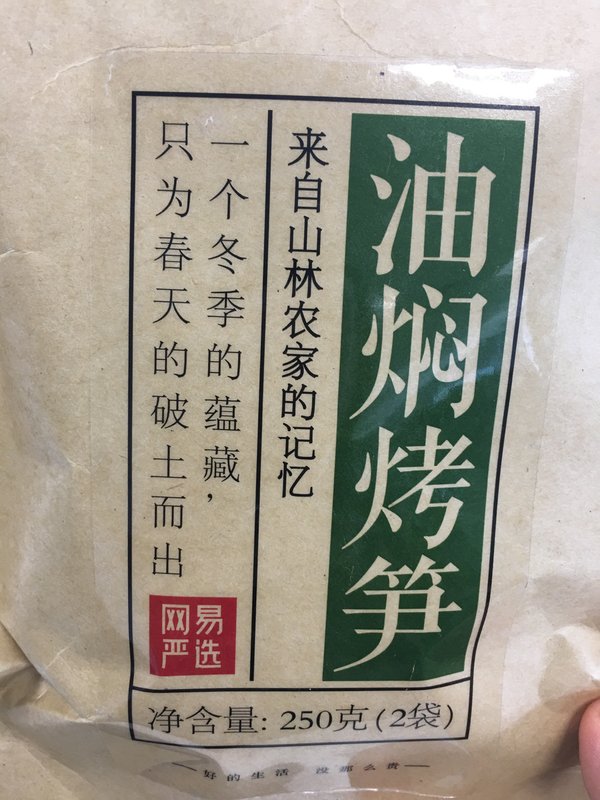 油焖烤笋
来自山林农家的记忆
一个冬季的蕴藏，
只为春天的破土而出
网易
严选
净含量: 250克(2袋)
好的生活 没那么贵